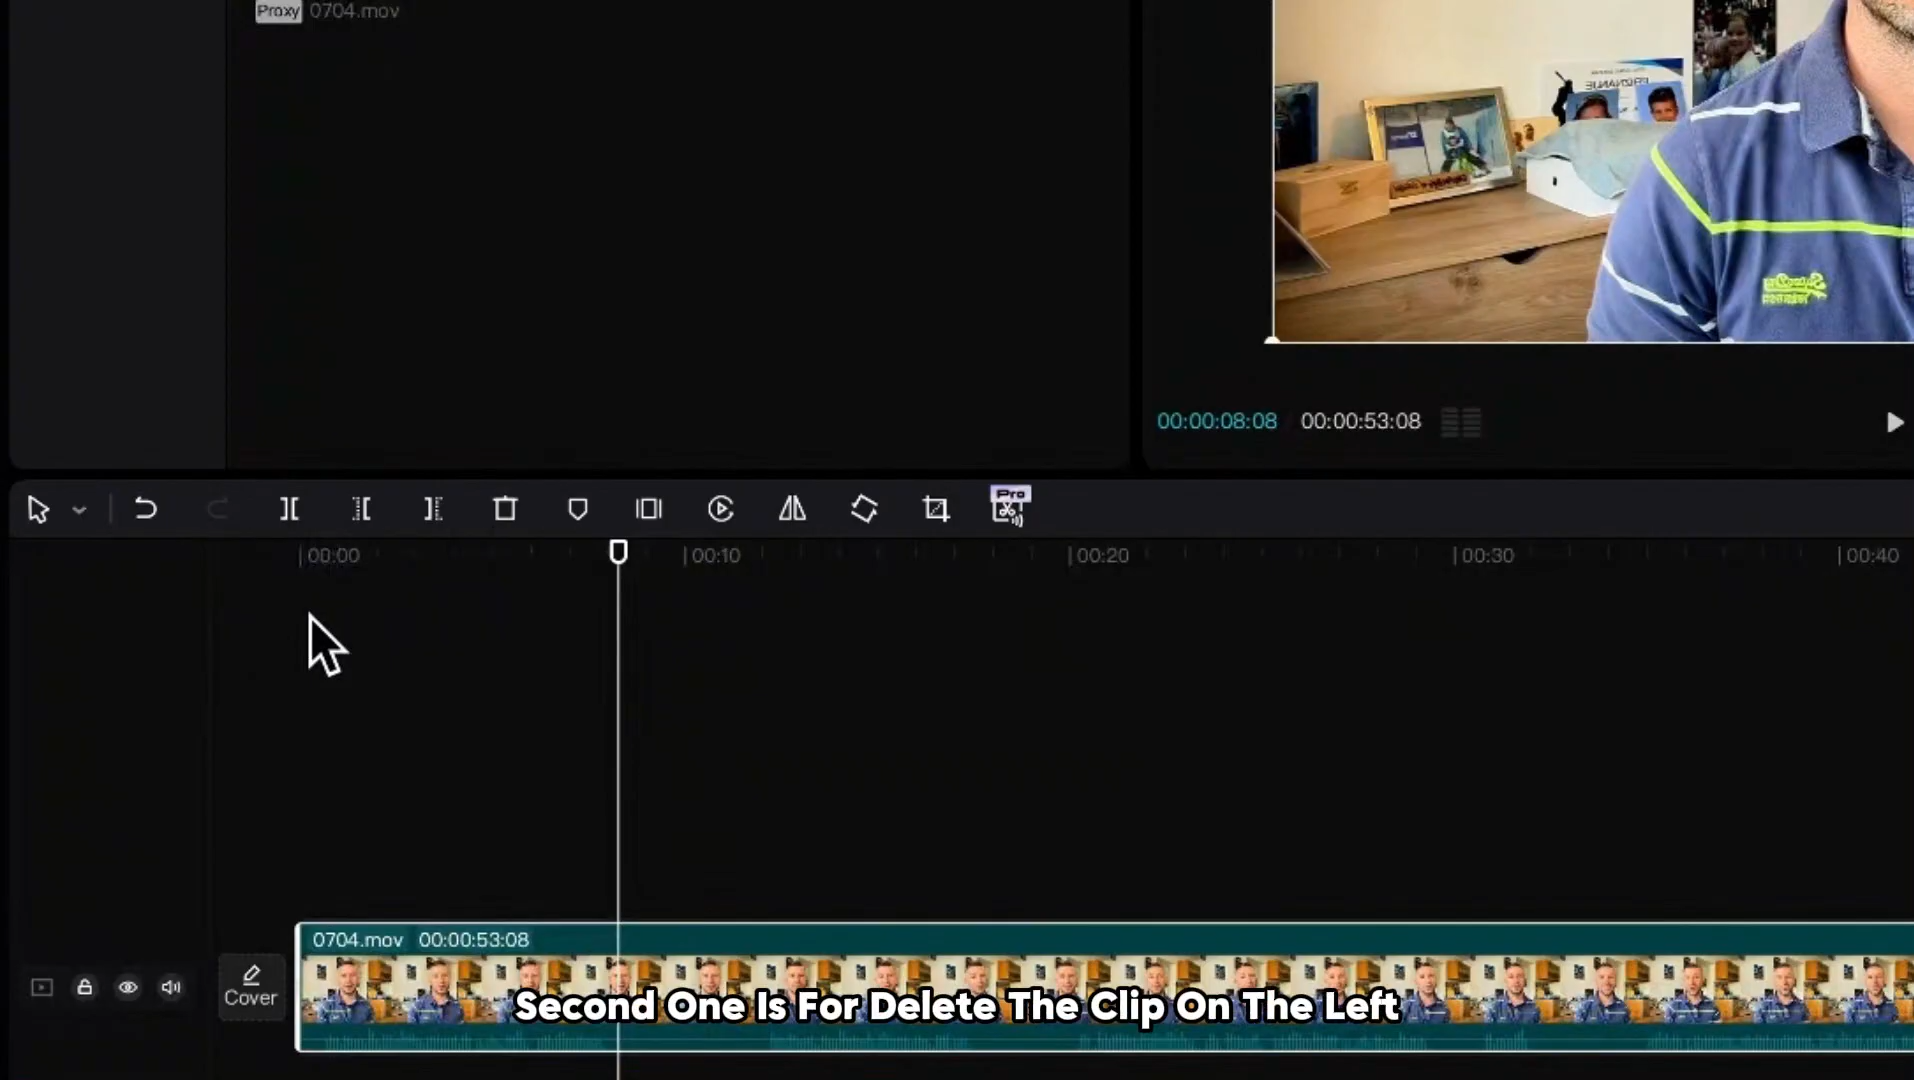 Proxy 0704.mov
PRIZNANJE
00:00:08:08 00:00:53:08
Pro
00:00 00:10 00:20 00:30 00:40
0704.mov 00:00:53:08
Cover
Second One Is For Delete The Clip On The Left